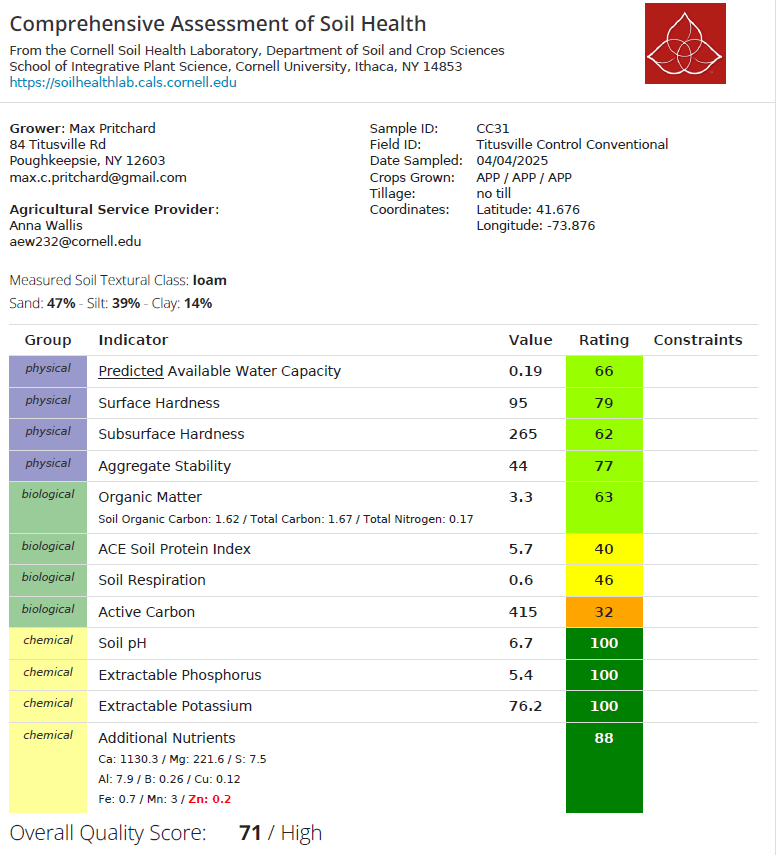 Comprehensive Assessment of Soil Health
From the Cornell Soil Health Laboratory, Department of Soil and Crop Sciences
School of Integrative Plant Science, Cornell University, Ithaca, NY 14853
https://soilhealthlab.cals.cornell.edu
Grower: Max Pritchard
84 Titusville Rd
Poughkeepsie, NY 12603
max.c.pritchard@gmail.com
Agricultural Service Provider:
Anna Wallis
aew232@cornell.edu
Sample ID: CC31
Field ID: Titusville Control Conventional
Date Sampled: 04/04/2025
Crops Grown: APP / APP / APP
Tillage: no till
Coordinates: Latitude: 41.676
Longitude: -73.876
Measured Soil Textural Class: loam
Sand: 47% - Silt: 39% - Clay: 14%
Group Indicator Value Rating Constraints
physical Predicted Available Water Capacity 0.19 66
physical Surface Hardness 95 79
physical Subsurface Hardness 265 62
physical Aggregate Stability 44 77
biological Organic Matter 3.3 63
Soil Organic Carbon: 1.62 / Total Carbon: 1.67 / Total Nitrogen: 0.17
biological ACE Soil Protein Index 5.7 40
biological Soil Respiration 0.6 46
biological Active Carbon 415 32
chemical Soil pH 6.7 100
chemical Extractable Phosphorus 5.4 100
chemical Extractable Potassium 76.2 100
chemical Additional Nutrients 88
Ca: 1130.3 / Mg: 221.6 / S: 7.5
Al: 7.9 / B: 0.26 / Cu: 0.12
Fe: 0.7 / Mn: 3 / Zn: 0.2
Overall Quality Score: 71 / High